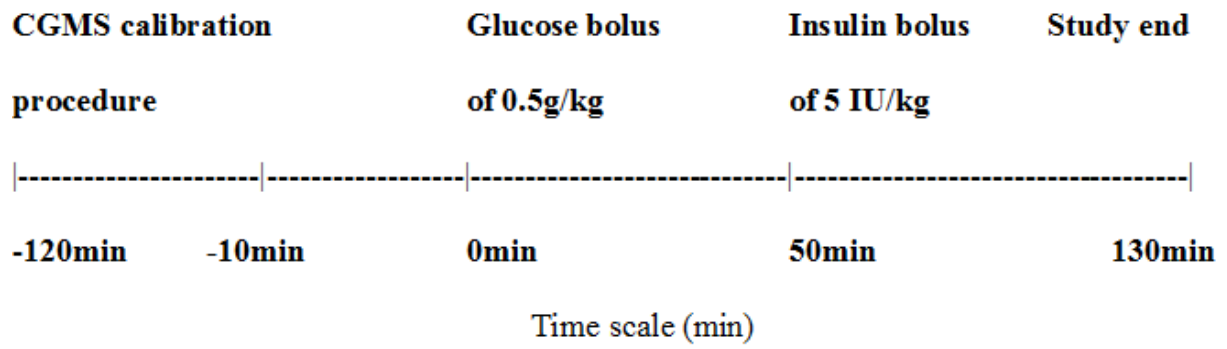 CGMS calibration Glucose bolus Insulin bolus Study end
procedure of 0.5g/kg of 5 IU/kg
|----------------------|------------------|-----------------------------|------------------------------------|
-120min -10min 0min 50min 130min
Time scale (min)